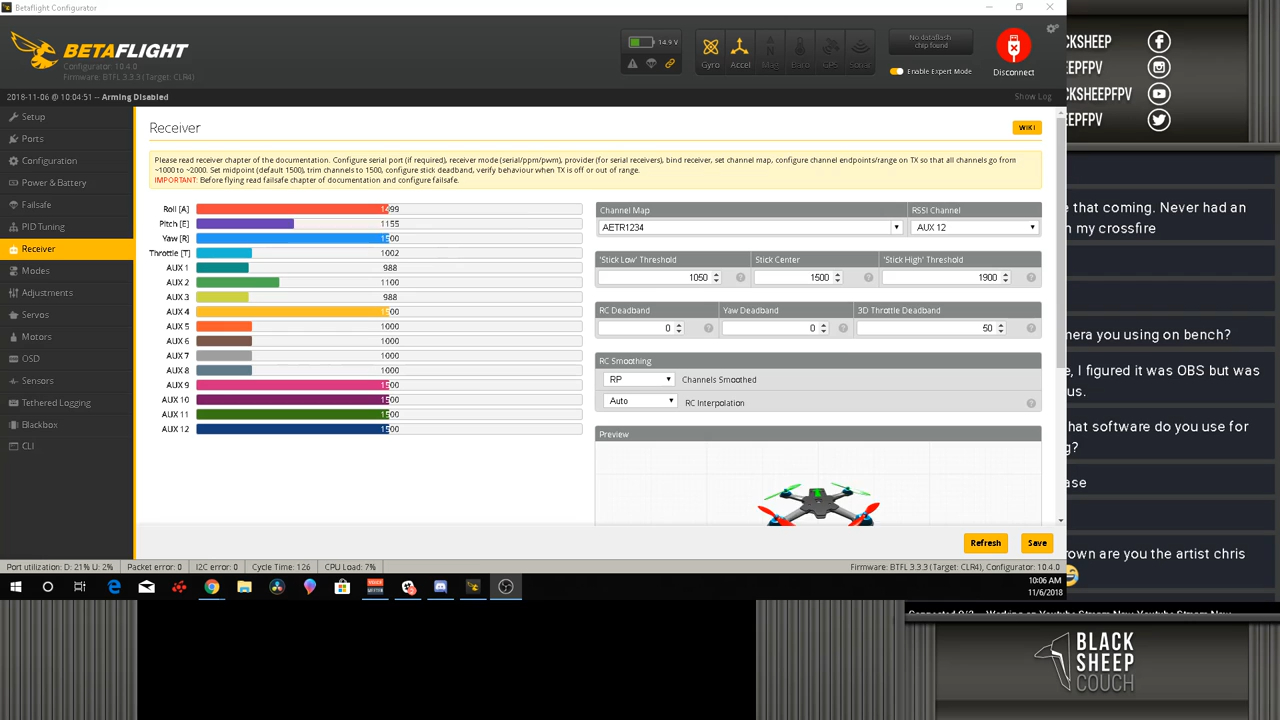 Betaflight Configurator
BETAFLIGHT
Configurator: 10.4.0
Firmware: BTFL 3.3.3 (Target: CLR4)
14.9 V
Gyro
Accel
Mag
Baro
GPS
Sonar
No dataflash
chip found
Enable Expert Mode
Disconnect
2018-11-06 @ 10:04:51 -- Arming Disabled
Show Log
Setup
Ports
Configuration
Power & Battery
Failsafe
PID Tuning
Receiver
Modes
Adjustments
Servos
Motors
OSD
Sensors
Tethered Logging
Blackbox
CLI
Receiver
WIKI
Please read receiver chapter of the documentation. Configure serial port (if required), receiver mode (serial/ppm/pwm), provider (for serial receivers), bind receiver, set channel map, configure channel endpoints/range on TX so that all channels go from
~1000 to ~2000. Set midpoint (default 1500), trim channels to 1500, configure stick deadband, verify behaviour when TX is off or out of range.
IMPORTANT: Before flying read failsafe chapter of documentation and configure failsafe.
Roll [A] 1499
Pitch [E] 1155
Yaw [R] 1500
Throttle [T] 1002
AUX 1 988
AUX 2 1100
AUX 3 988
AUX 4 1500
AUX 5 1000
AUX 6 1000
AUX 7 1000
AUX 8 1000
AUX 9 1500
AUX 10 1500
AUX 11 1500
AUX 12 1500
Channel Map
RSSI Channel
AETR1234
AUX 12
'Stick Low' Threshold
Stick Center
'Stick High' Threshold
1050
1500
1900
RC Deadband
Yaw Deadband
3D Throttle Deadband
0
0
50
RC Smoothing
RP
Channels Smoothed
Auto
RC Interpolation
Preview
Refresh
Save
Port utilization: D: 21% U: 2%
Packet error: 0
I2C error: 0
Cycle Time: 126
CPU Load: 7%
Firmware: BTFL 3.3.3 (Target: CLR4), Configurator: 10.4.0
10:06 AM
11/6/2018
CKSHEEP
EEPFPV
CKSHEEPFPV
EEPFPV
e that coming. Never had an
n my crossfire
mera you using on bench?
e, I figured it was OBS but was
us.
hat software do you use for
g?
ase
own are you the artist chris
BLACK
SHEEP
COUCH